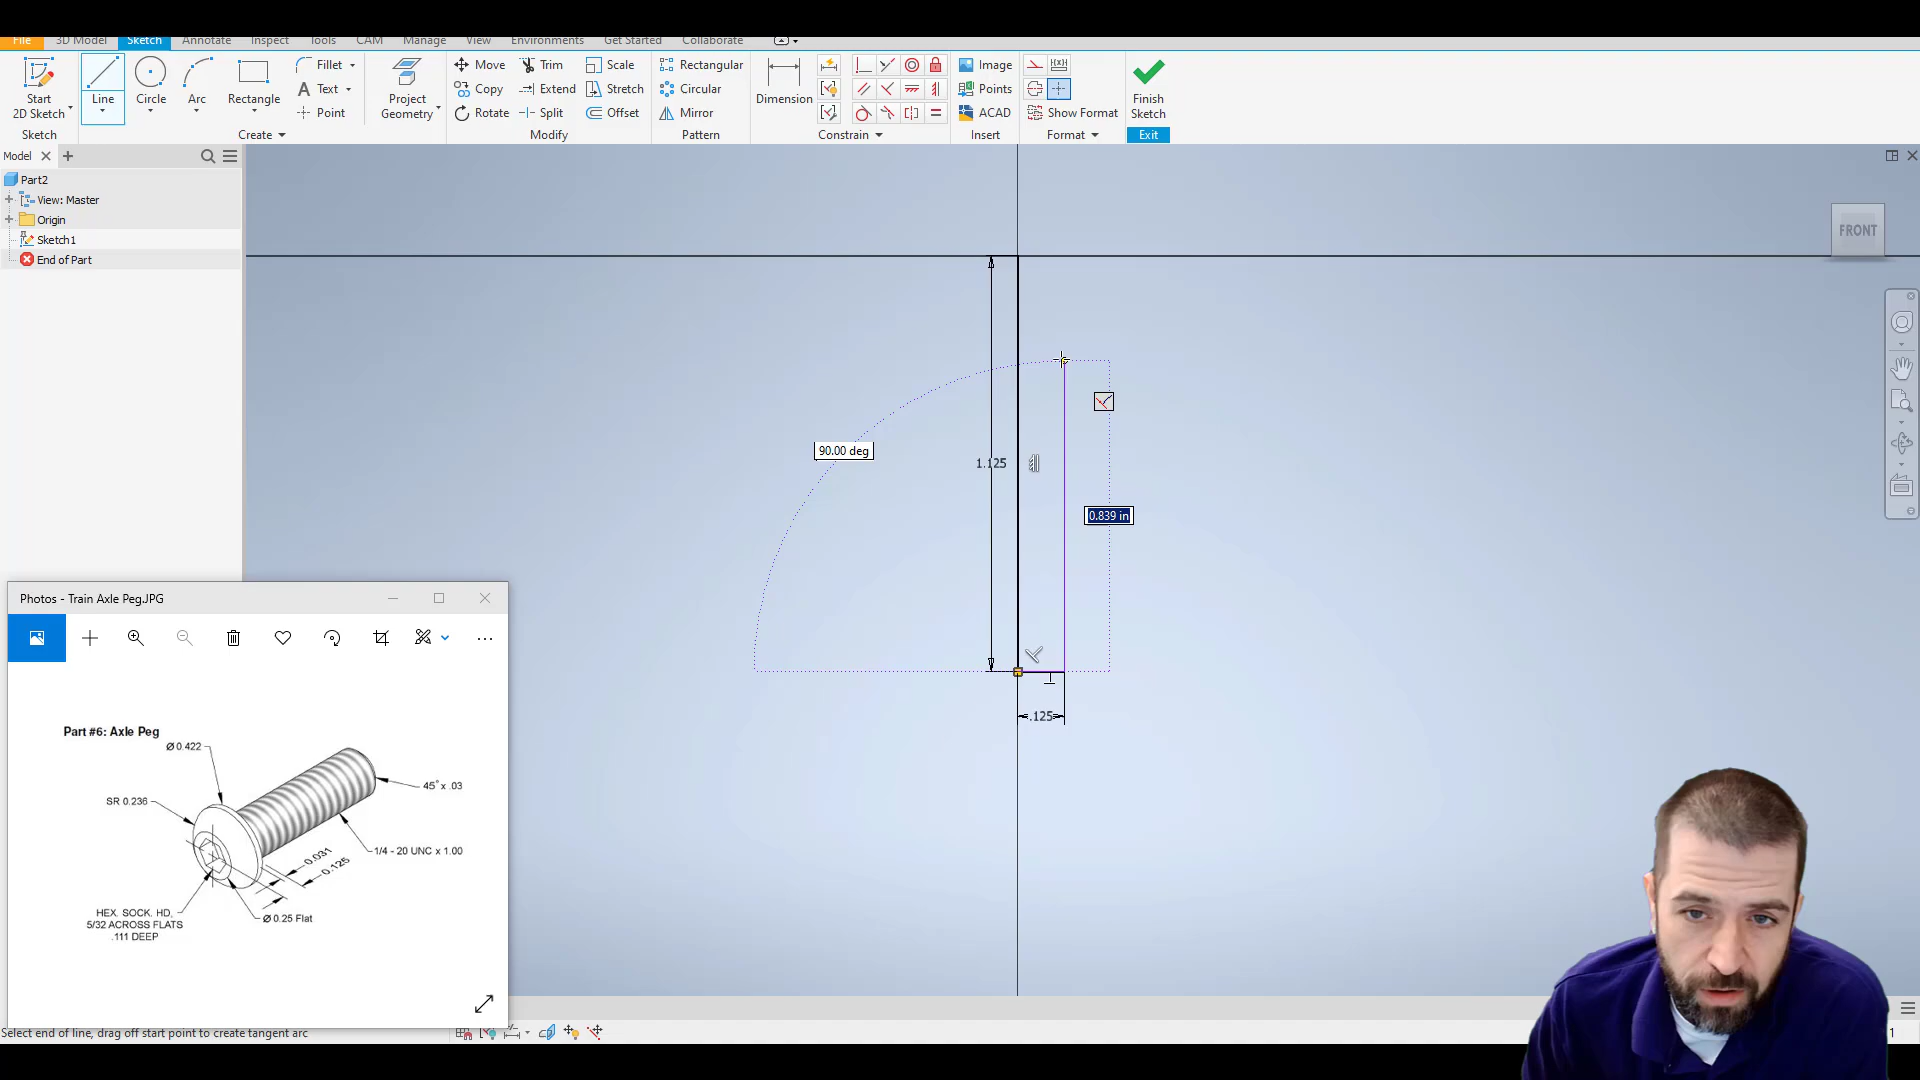 File 3D Model Sketch Annotate Inspect Tools CAM Manage View Environments Get Started Collaborate
Start 2D Sketch
Line
Circle
Arc
Rectangle
Fillet
Text
Point
Project Geometry
Move
Copy
Rotate
Trim
Extend
Split
Scale
Stretch
Offset
Rectangular
Circular
Mirror
Dimension
Image
Points
ACAD
Show Format
Finish Sketch
Sketch
Create
Modify
Pattern
Constrain
Insert
Format
Exit
Model
Part2
View: Master
Origin
Sketch1
End of Part
FRONT
90.00 deg
1.125
0.839 in
.125
Photos - Train Axle Peg.JPG
Part #6: Axle Peg
Ø 0.422
SR 0.236
45° x .03
1/4 - 20 UNC x 1.00
0.031
0.125
Ø 0.25 Flat
HEX. SOCK. HD,
5/32 ACROSS FLATS
.111 DEEP
Select end of line, drag off start point to create tangent arc
1